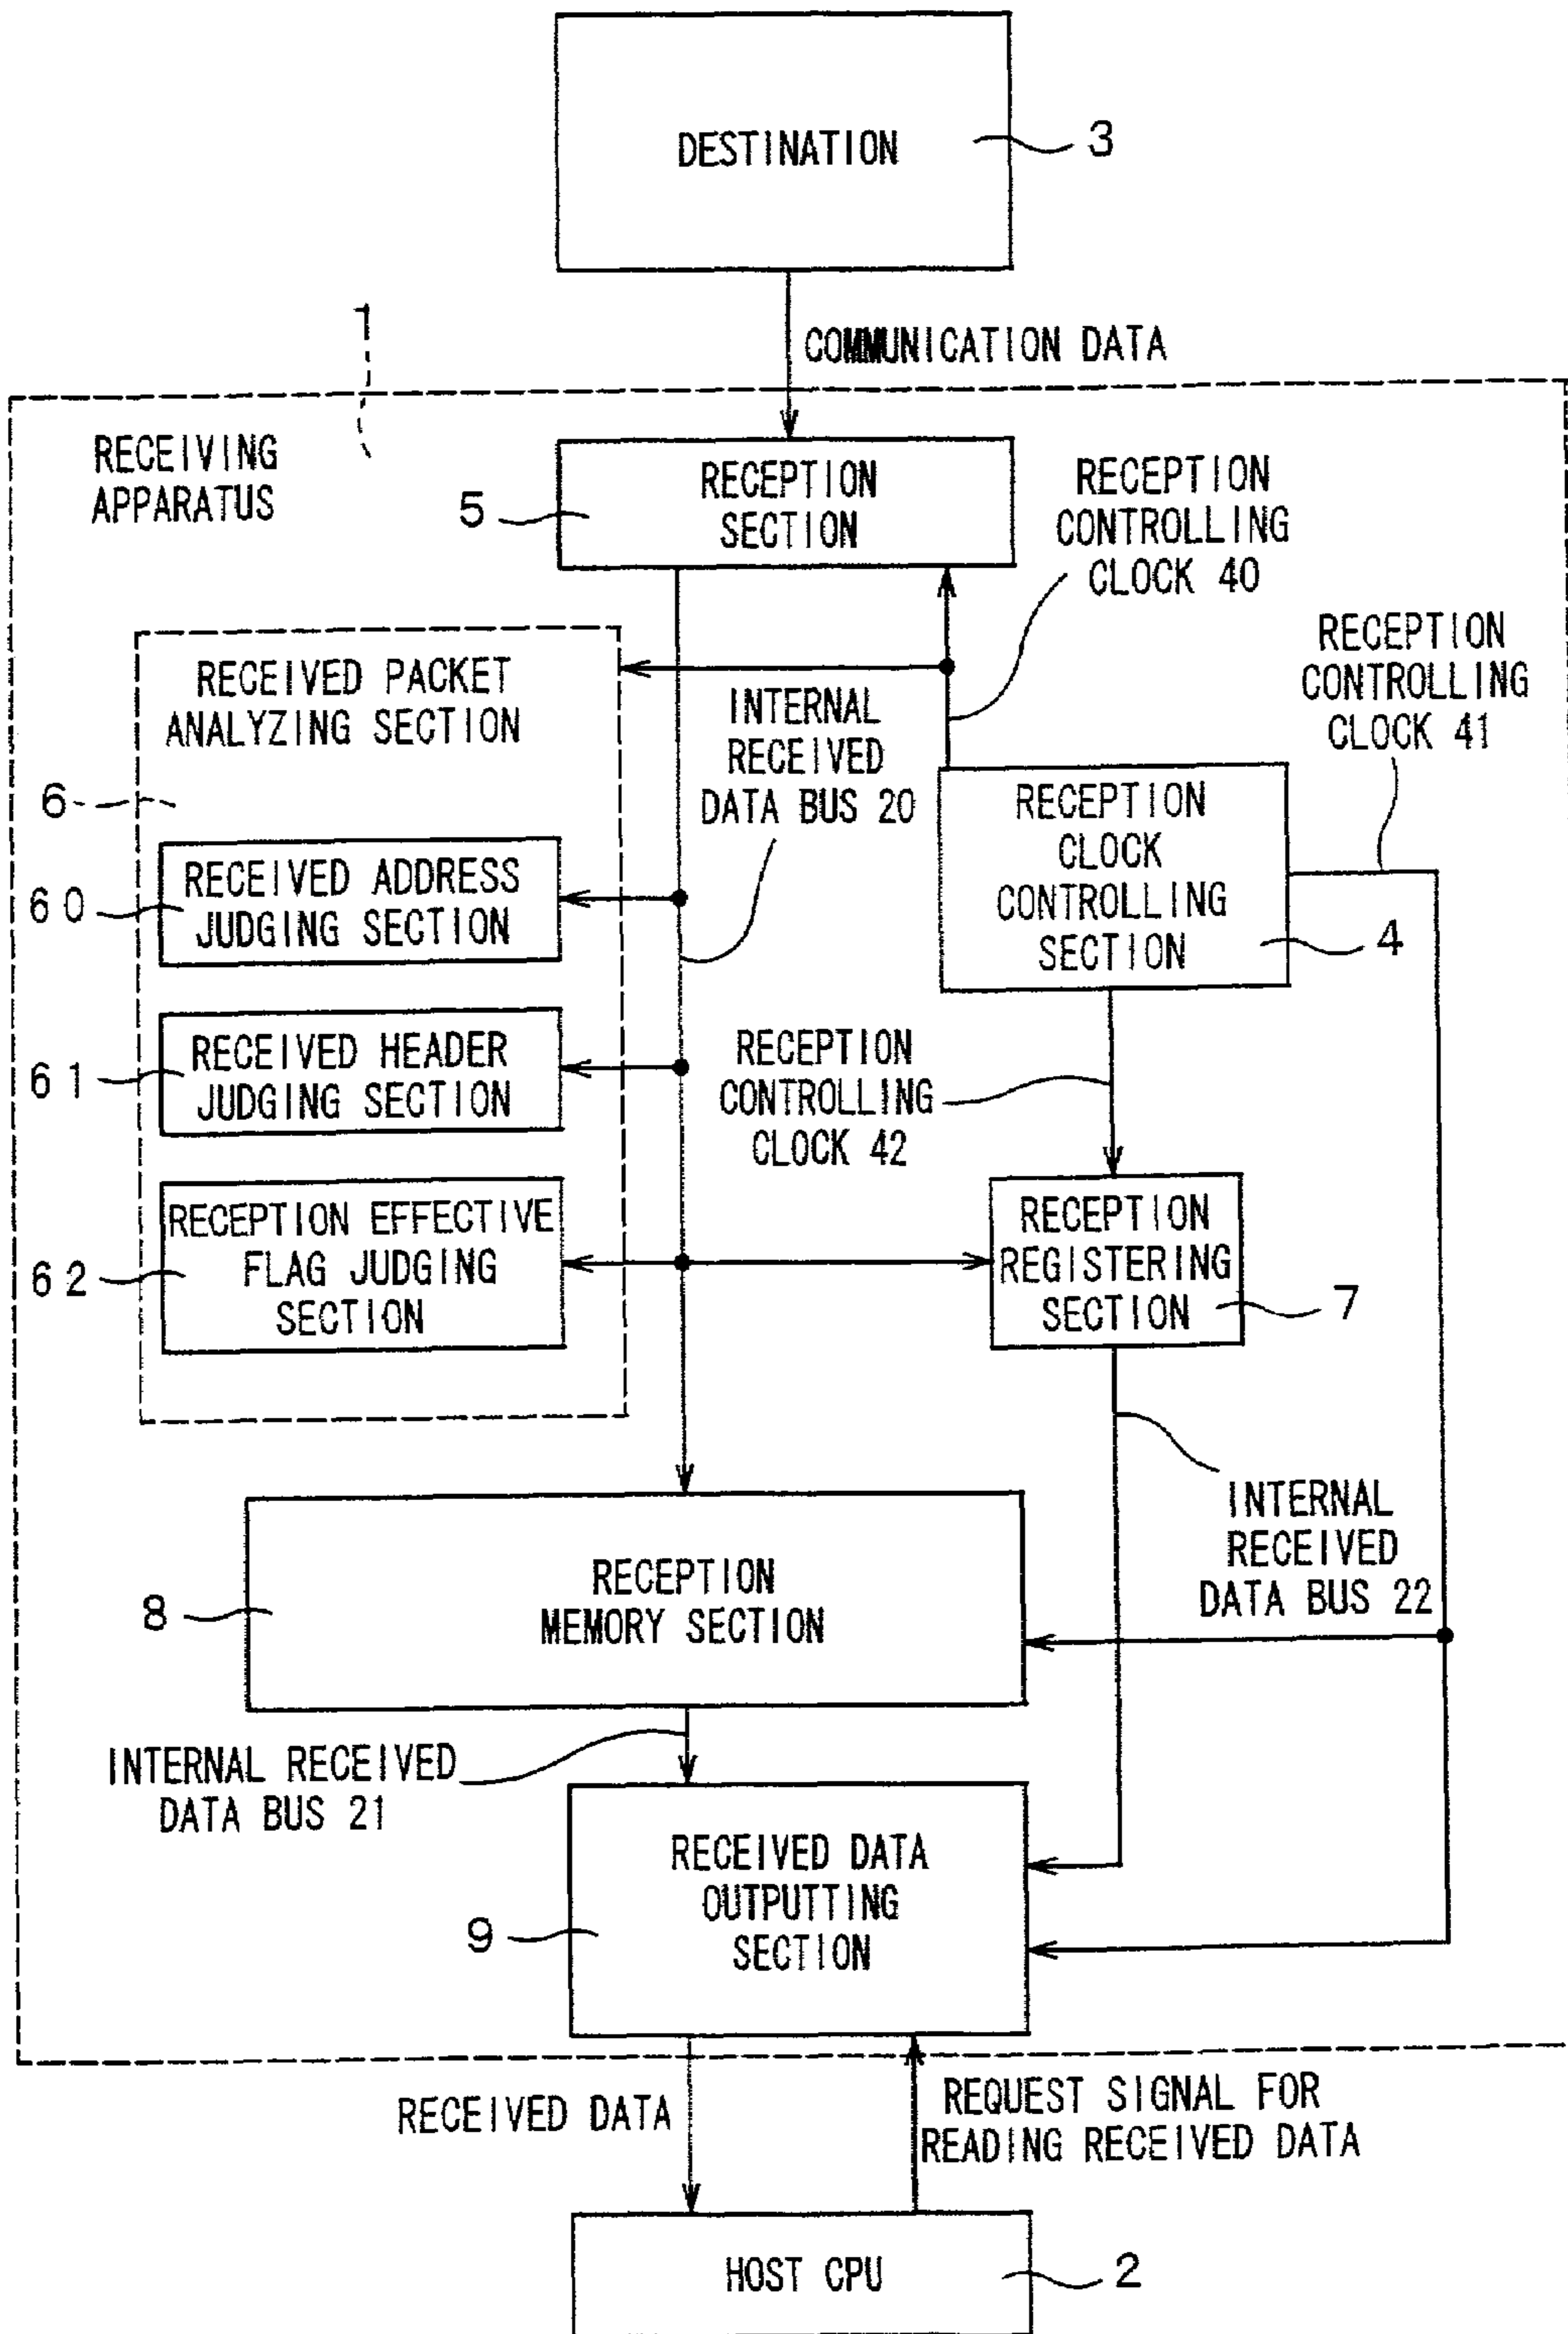 DESTINATION
3
COMMUNICATION DATA
1
RECEIVING
APPARATUS
RECEPTION
SECTION
5
RECEPTION
CONTROLLING
CLOCK 40
RECEPTION
CONTROLLING
CLOCK 41
RECEIVED PACKET
ANALYZING SECTION
6
INTERNAL
RECEIVED
DATA BUS 20
RECEPTION
CLOCK
CONTROLLING
SECTION
4
RECEIVED ADDRESS
JUDGING SECTION
60
RECEIVED HEADER
JUDGING SECTION
61
RECEPTION
CONTROLLING
CLOCK 42
RECEPTION EFFECTIVE
FLAG JUDGING
SECTION
62
RECEPTION
REGISTERING
SECTION
7
INTERNAL
RECEIVED
DATA BUS 22
RECEPTION
MEMORY SECTION
8
INTERNAL RECEIVED
DATA BUS 21
RECEIVED DATA
OUTPUTTING
SECTION
9
RECEIVED DATA
REQUEST SIGNAL FOR
READING RECEIVED DATA
HOST CPU
2